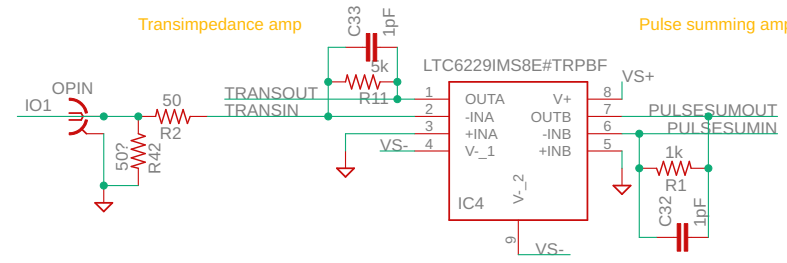 Transimpedance amp
Pulse summing amp
C33
1pF
5k
R11
LTC6229IMS8E#TRPBF
VS+
OPIN
IO1
50
R2
50?
R42
TRANSOUT
TRANSIN
VS-
1
2
3
4
OUTA
-INA
+INA
V-_1
V+
OUTB
-INB
+INB
8
7
6
5
V-_2
IC4
9
VS-
PULSESUMOUT
PULSESUMIN
1k
R1
C32
1pF